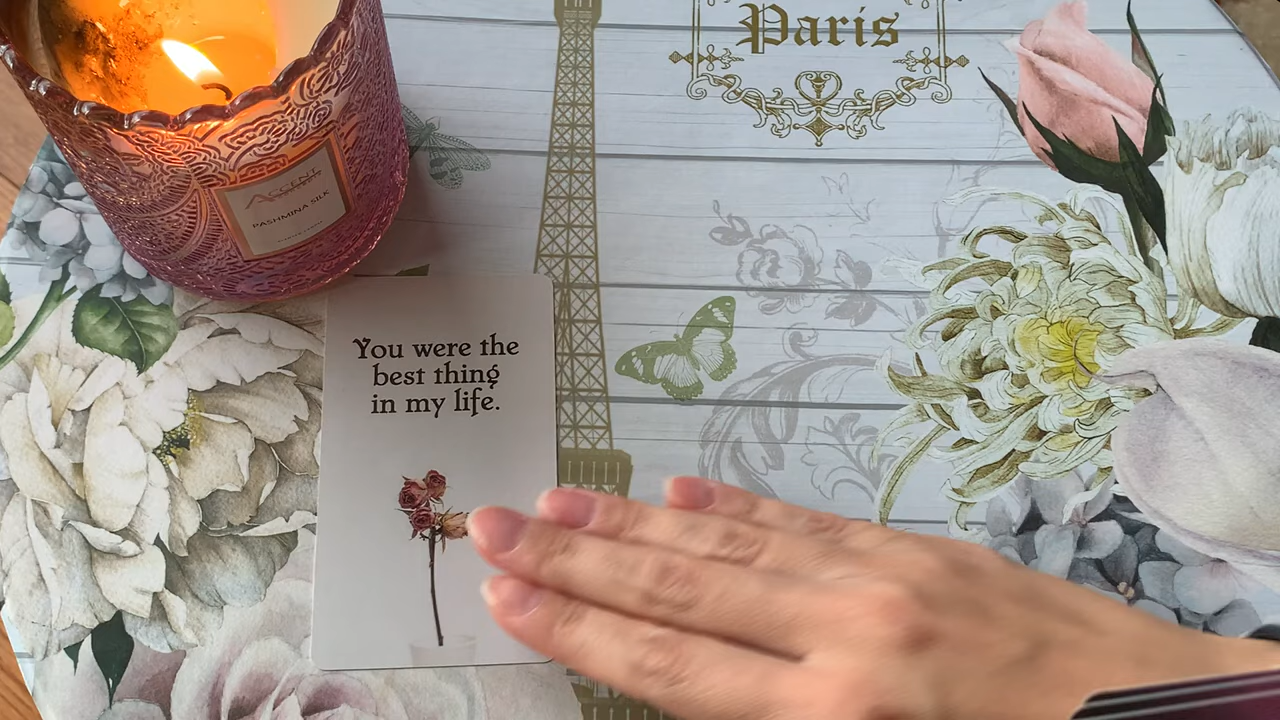 Paris
ACCENT
PASHMINA SILK
You were the
best thing
in my life.